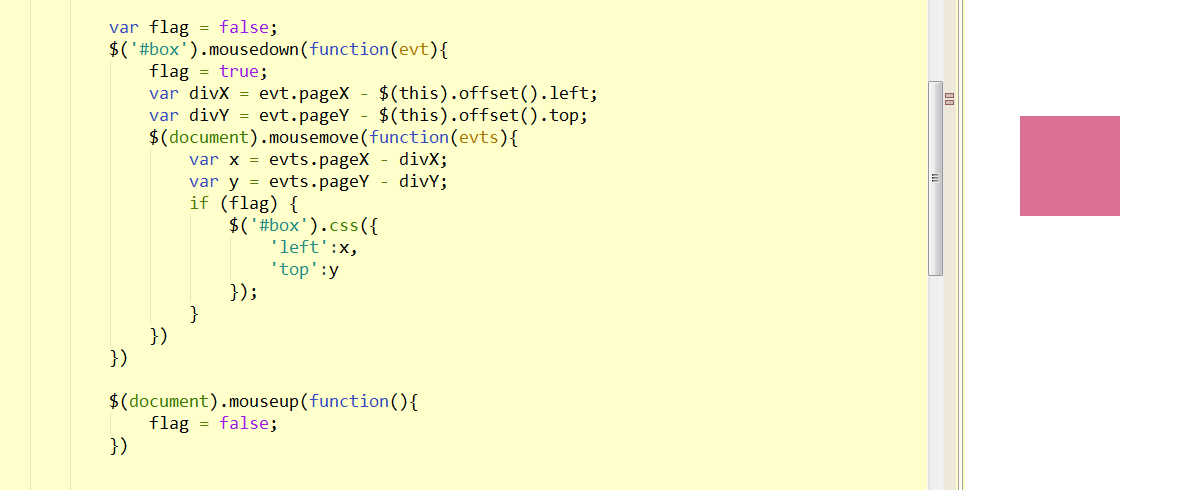 var flag = false;
$('#box').mousedown(function(evt){
    flag = true;
    var divX = evt.pageX - $(this).offset().left;
    var divY = evt.pageY - $(this).offset().top;
    $(document).mousemove(function(evts){
        var x = evts.pageX - divX;
        var y = evts.pageY - divY;
        if (flag) {
            $('#box').css({
                'left':x,
                'top':y
            });
        }
    })
})

$(document).mouseup(function(){
    flag = false;
})